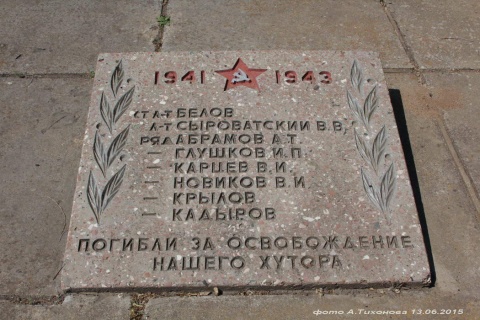 1941 1943
СТ Л-Т БЕЛОВ
Л-Т СЫРОВАТСКИЙ В.В.
РЯД АБРАМОВ А.Т.
— ГЛУШКОВ И.П.
— КАРЦЕВ В.И.
— НОВИКОВ В.И
— КРЫЛОВ
— КАДЫРОВ
ПОГИБЛИ ЗА ОСВОБОЖДЕНИЕ
НАШЕГО ХУТОРА
фото А.Тихонова 13.06.2015